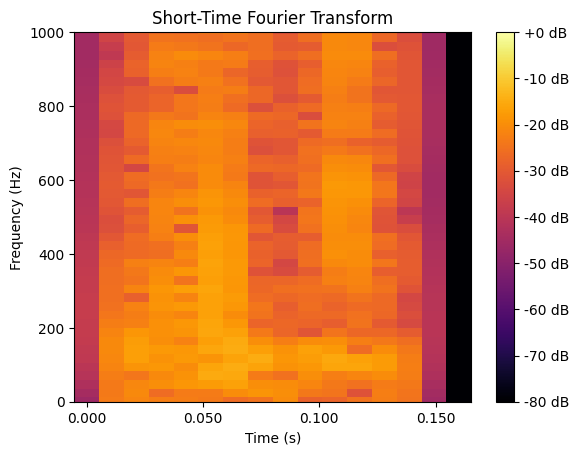 Short-Time Fourier Transform
1000
800
600
400
200
0
Frequency (Hz)
0.000
0.050
0.100
0.150
Time (s)
+0 dB
-10 dB
-20 dB
-30 dB
-40 dB
-50 dB
-60 dB
-70 dB
-80 dB